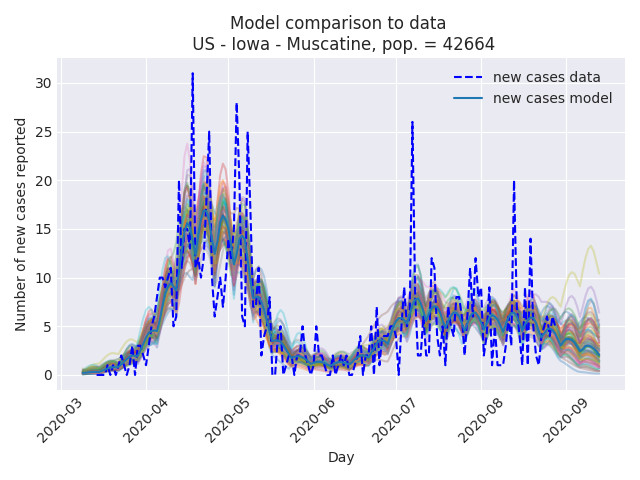 Model comparison to data
US - Iowa - Muscatine, pop. = 42664
new cases data
new cases model
Number of new cases reported
30
25
20
15
10
5
0
2020-03
2020-04
2020-05
2020-06
2020-07
2020-08
2020-09
Day